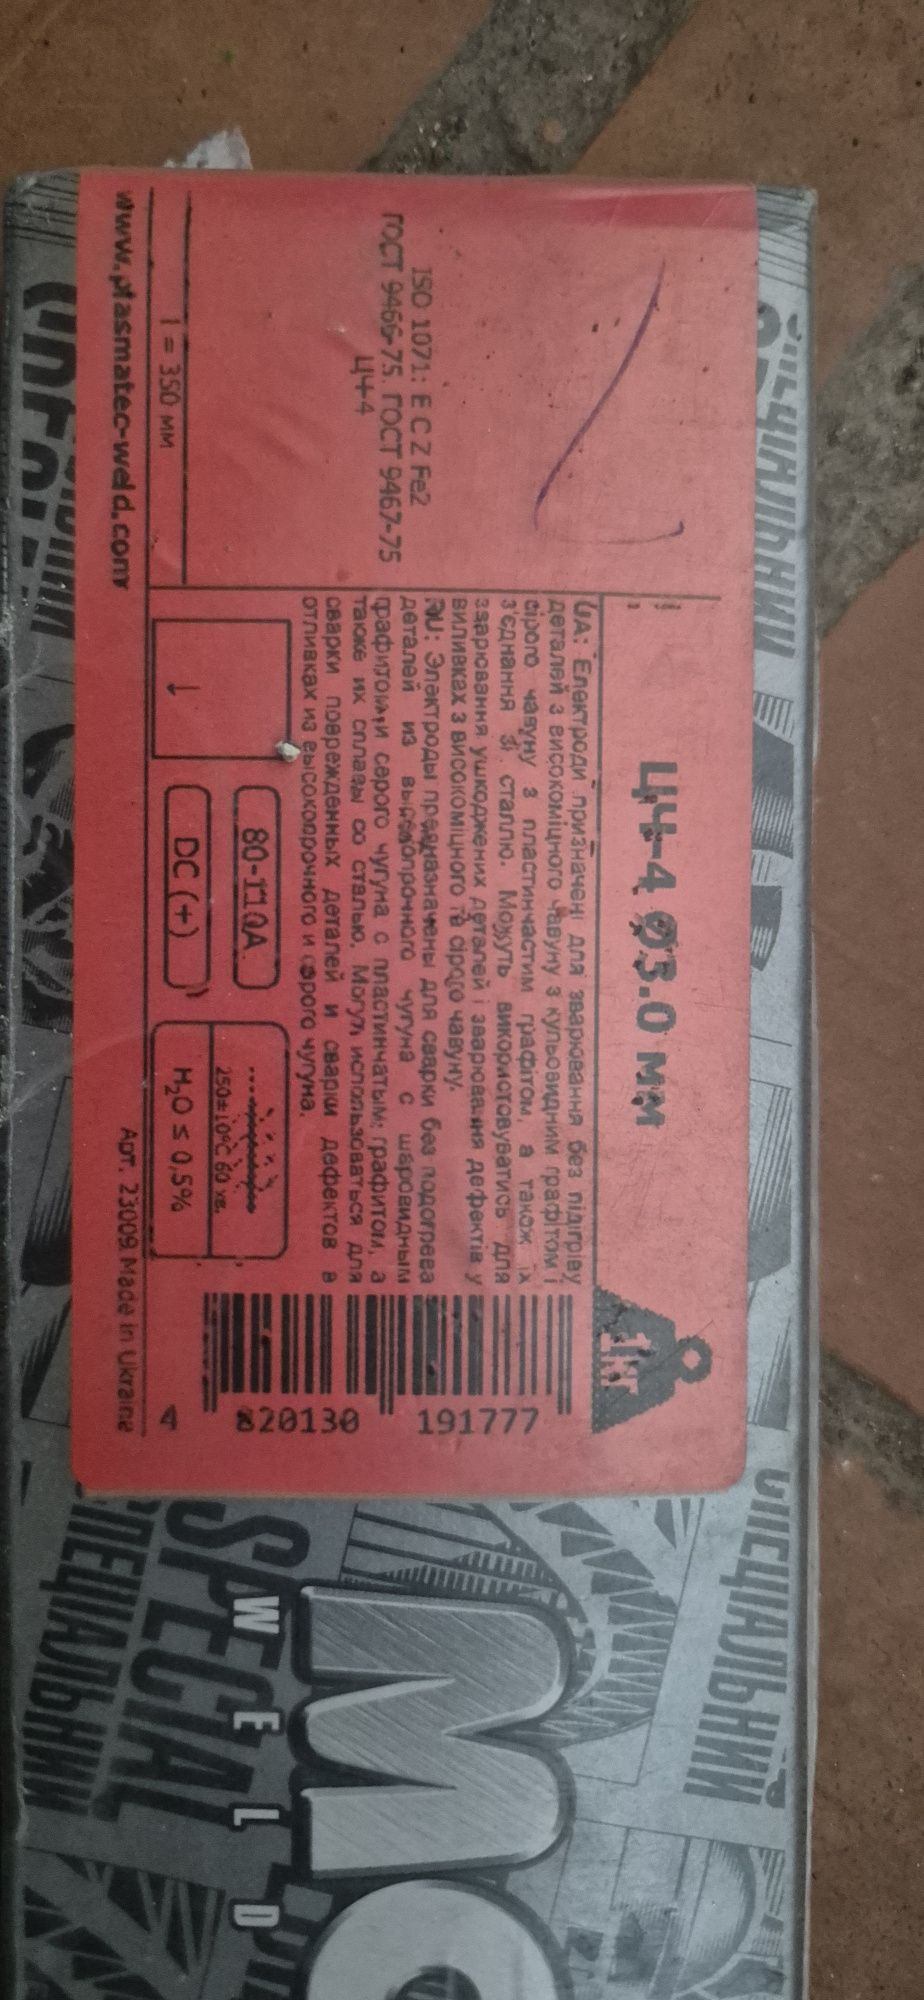 ЦЧ-4 Ø3.0 мм
1КГ
ISO 1071: E C Z Fe2
ГОСТ 9466-75. ГОСТ 9467-75
ЦЧ-4
l = 350 мм
www.plasmatec-weld.com
UA: Електроди призначені для зварювання без підігріву
деталей з високоміцного чавуну з кульовидним графітом і
сірого чавуну з пластинчастим графітом, а також їх
з'єднання зі сталлю. Можуть використовуватись для
зварювання ушкоджених деталей і зварювання дефектів у
виливках з високоміцного та сірого чавуну.
RU: Электроды предназначены для сварки без подогрева
деталей из высокопрочного чугуна с шаровидным
графитом и серого чугуна с пластинчатым графитом, а
также их сплавы со сталью. Могут использоваться для
сварки поврежденных деталей и сварки дефектов в
отливках из высокопрочного и серого чугуна.
80-110A
DC (+)
250±10°C 60 хв.
H₂O ≤ 0,5%
Арт. 23009 Made in Ukraine
4 820130 191777
СПЕЦІАЛЬНИЙ
SPECIAL
СПЕЦІАЛЬНИЙ
WELD